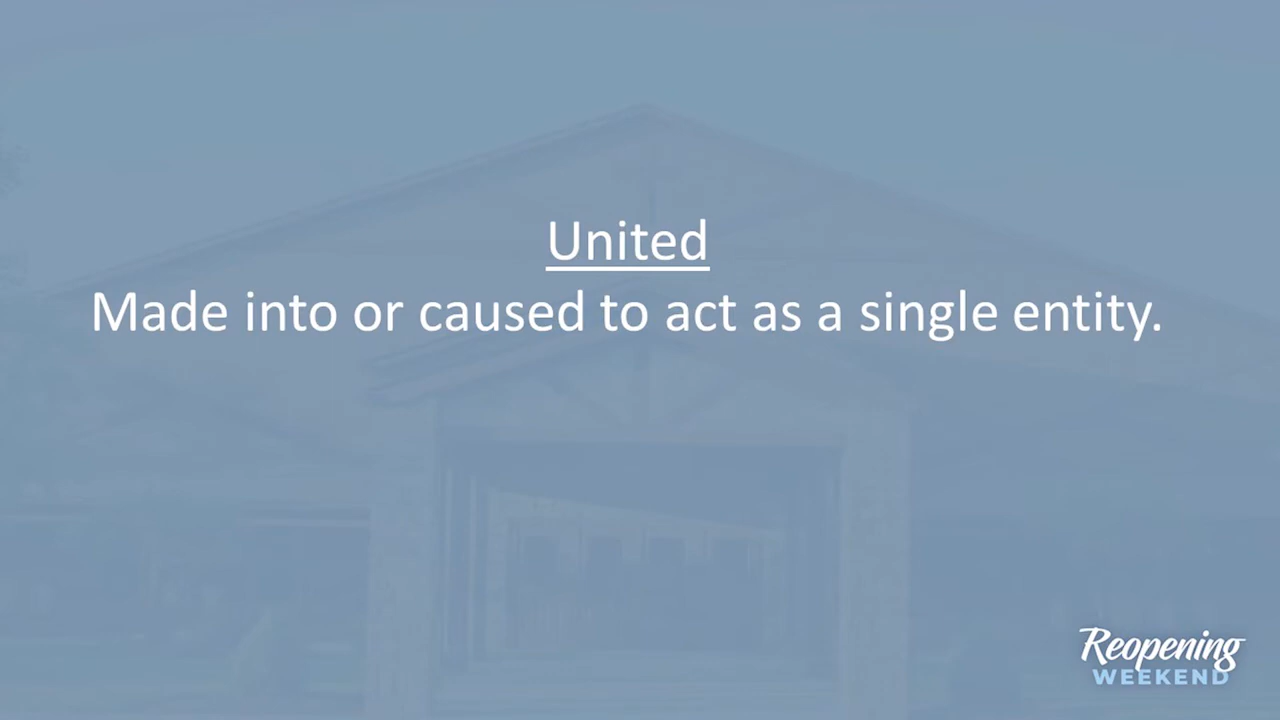 United
Made into or caused to act as a single entity.
Reopening
WEEKEND